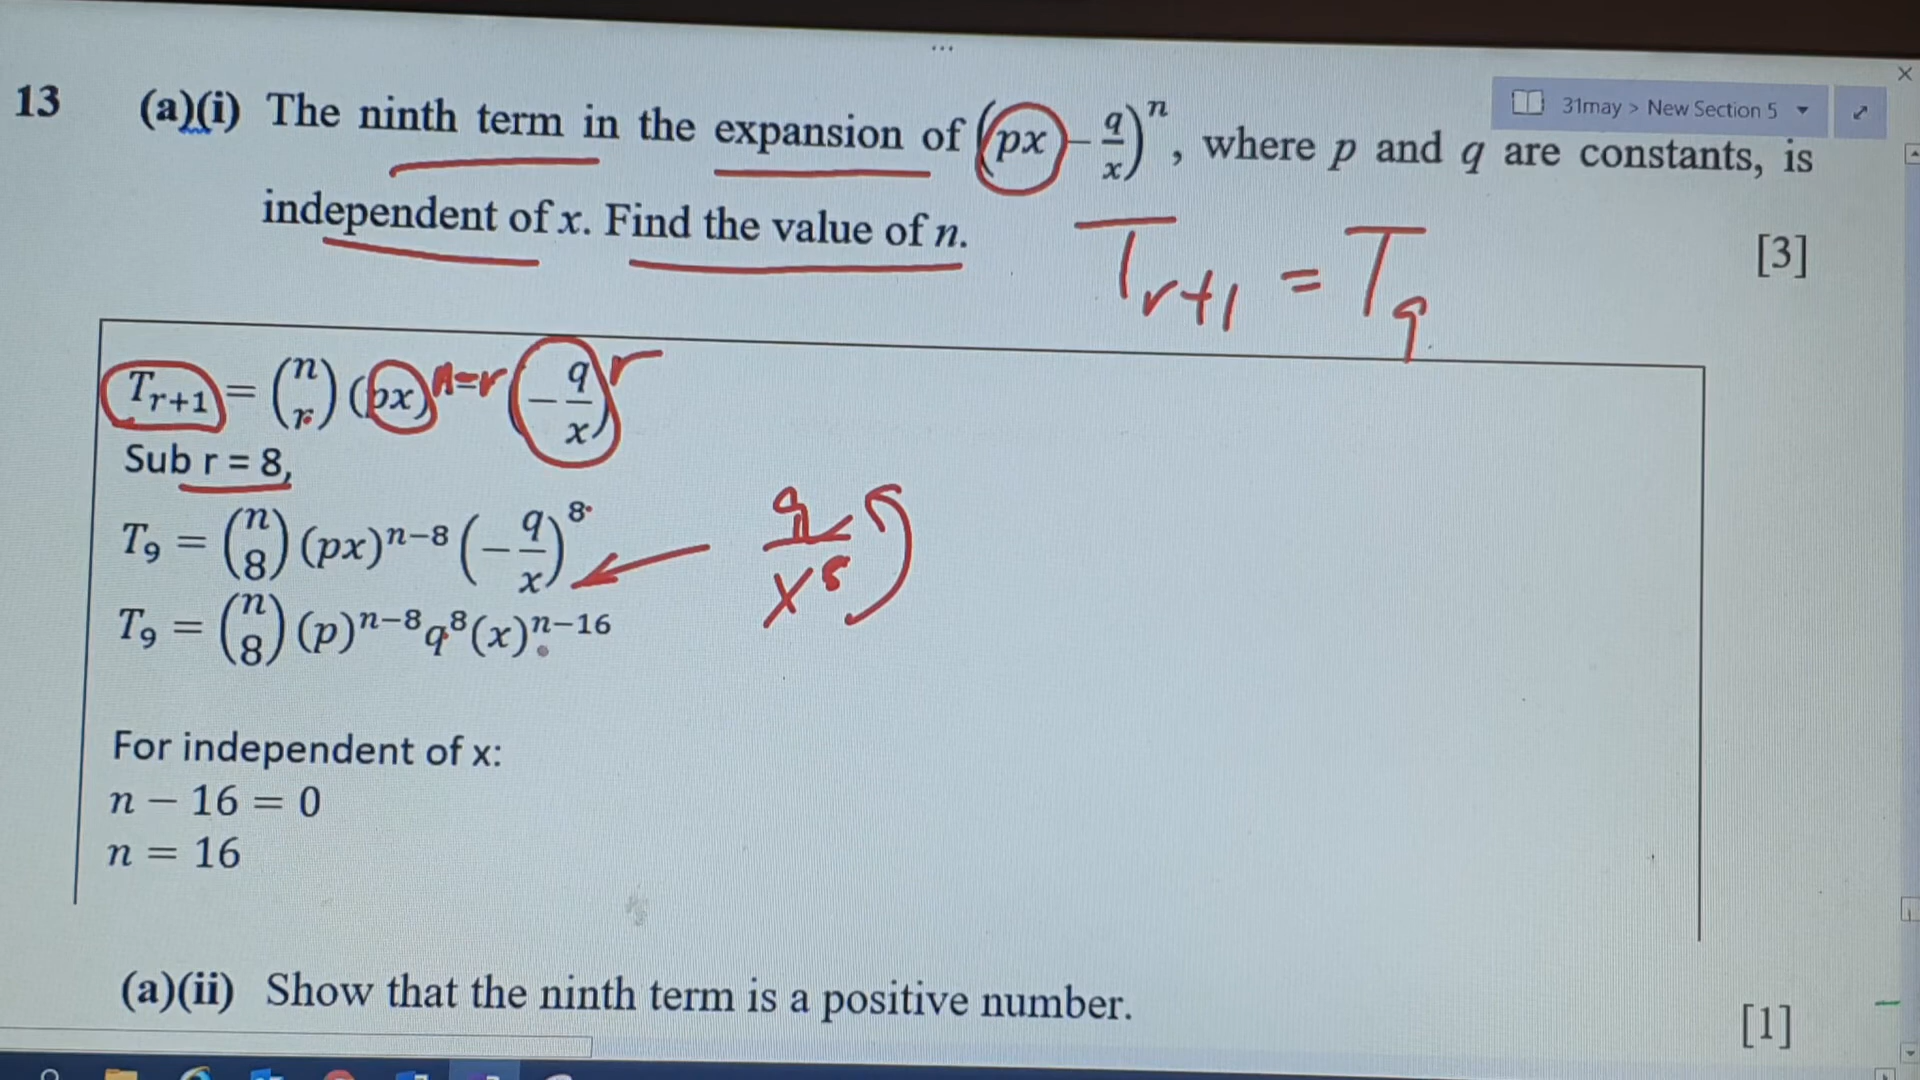 31may > New Section 5
13 (a)(i) The ninth term in the expansion of (px − q/x)^n, where p and q are constants, is
independent of x. Find the value of n.
[3]
T_{r+1} = T_9
T_{r+1} = (n r) (px)^{n-r} (−q/x)^r
Sub r = 8,
T_9 = (n 8) (px)^{n−8} (−q/x)^8
T_9 = (n 8) (p)^{n−8} q^8 (x)^{n−16}
For independent of x:
n − 16 = 0
n = 16
(a)(ii) Show that the ninth term is a positive number.
[1]